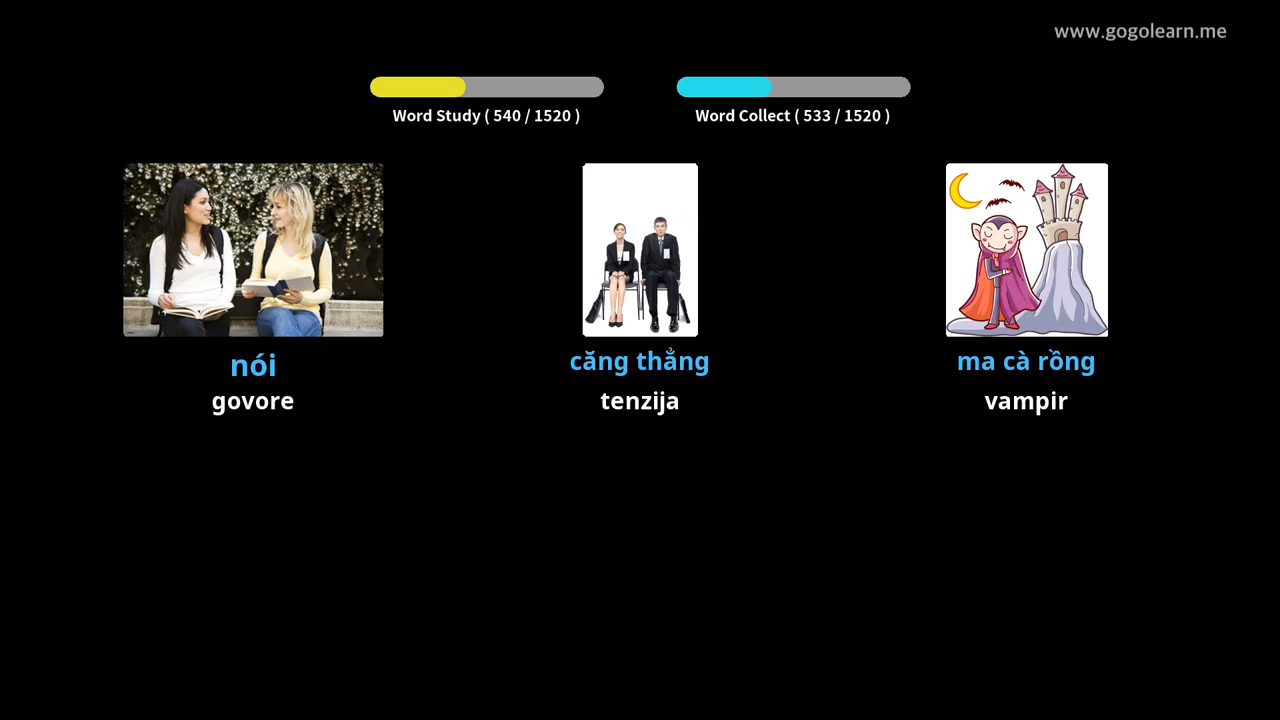 www.gogolearn.me
Word Study ( 540 / 1520 )
Word Collect ( 533 / 1520 )
nói
govore
căng thẳng
tenzija
ma cà rồng
vampir